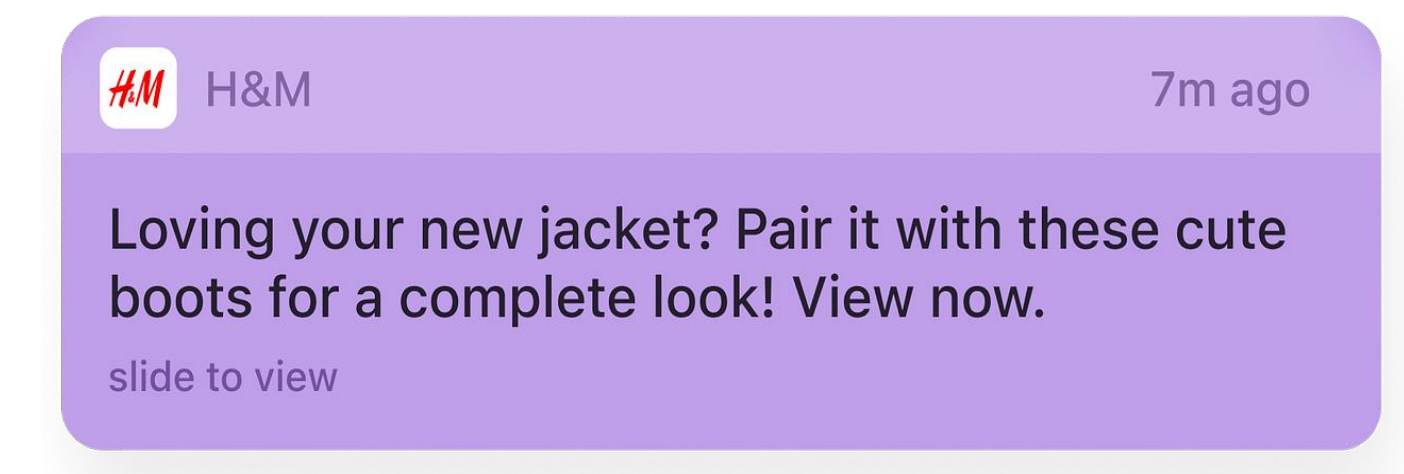 H&M H&M 7m ago
Loving your new jacket? Pair it with these cute
boots for a complete look! View now.
slide to view